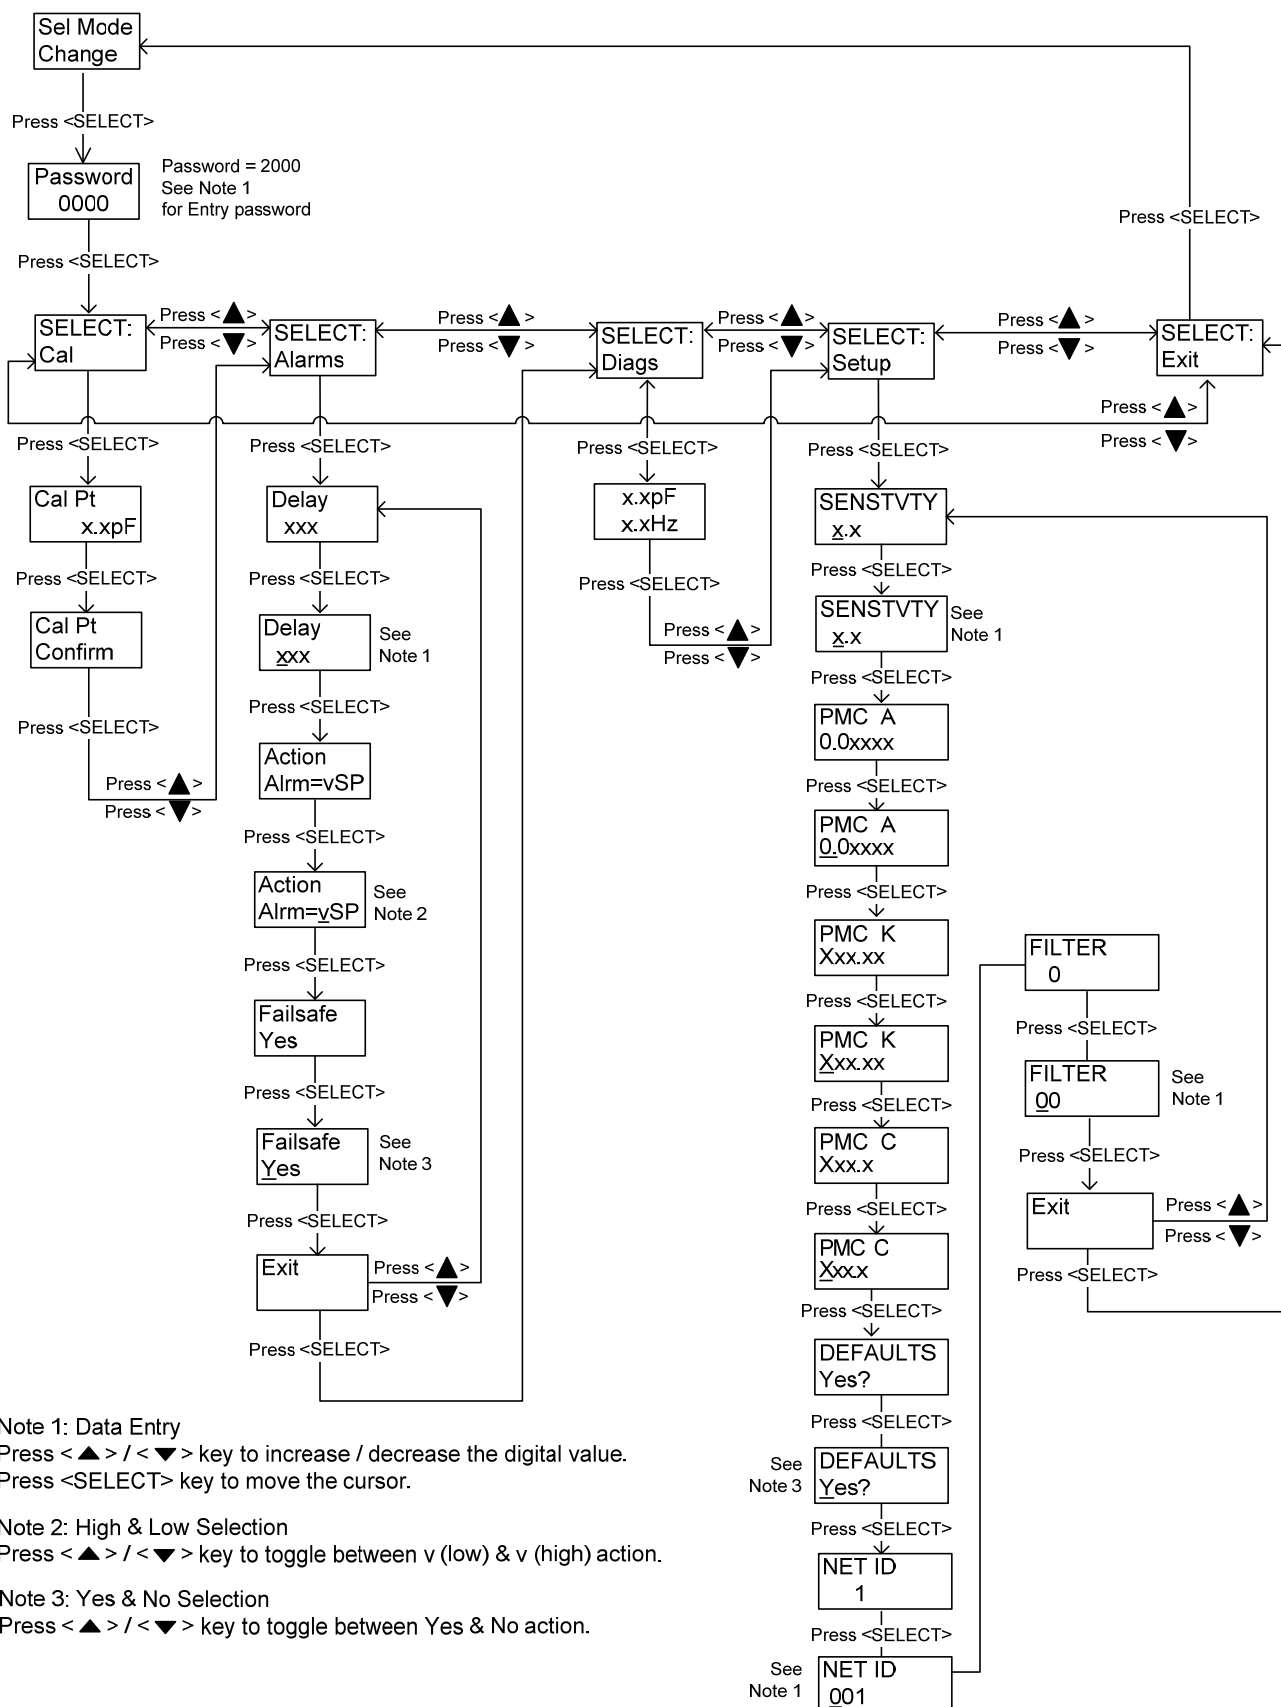 Sel Mode
Change
Press <SELECT>
Password
0000
Password = 2000
See Note 1
for Entry password
Press <SELECT>
Press <SELECT>
SELECT:
Cal
Press <▲>
Press <▼>
SELECT:
Alarms
Press <▲>
Press <▼>
SELECT:
Diags
Press <▲>
Press <▼>
SELECT:
Setup
Press <▲>
Press <▼>
SELECT:
Exit
Press <▲>
Press <▼>
Press <SELECT>
Cal Pt
x.xpF
Press <SELECT>
Cal Pt
Confirm
Press <SELECT>
Press <▲>
Press <▼>
Press <SELECT>
Delay
xxx
Press <SELECT>
Delay
xxx
See
Note 1
Press <SELECT>
Action
Alrm=vSP
Press <SELECT>
Action
Alrm=vSP
See
Note 2
Press <SELECT>
Failsafe
Yes
Press <SELECT>
Failsafe
Yes
See
Note 3
Press <SELECT>
Exit
Press <▲>
Press <▼>
Press <SELECT>
Press <SELECT>
x.xpF
x.xHz
Press <SELECT>
Press <▲>
Press <▼>
Press <SELECT>
SENSTVTY
x.x
Press <SELECT>
SENSTVTY
x.x
See
Note 1
Press <SELECT>
PMC A
0.0xxxx
Press <SELECT>
PMC A
0.0xxxx
Press <SELECT>
PMC K
Xxx.xx
Press <SELECT>
PMC K
Xxx.xx
Press <SELECT>
PMC C
Xxx.x
Press <SELECT>
PMC C
Xxx.x
Press <SELECT>
DEFAULTS
Yes?
Press <SELECT>
See
Note 3
DEFAULTS
Yes?
Press <SELECT>
NET ID
1
Press <SELECT>
See
Note 1
NET ID
001
FILTER
0
Press <SELECT>
FILTER
00
See
Note 1
Press <SELECT>
Exit
Press <▲>
Press <▼>
Press <SELECT>
Note 1: Data Entry
Press < ▲ > / < ▼ > key to increase / decrease the digital value.
Press <SELECT> key to move the cursor.
Note 2: High & Low Selection
Press < ▲ > / < ▼ > key to toggle between v (low) & v (high) action.
Note 3: Yes & No Selection
Press < ▲ > / < ▼ > key to toggle between Yes & No action.